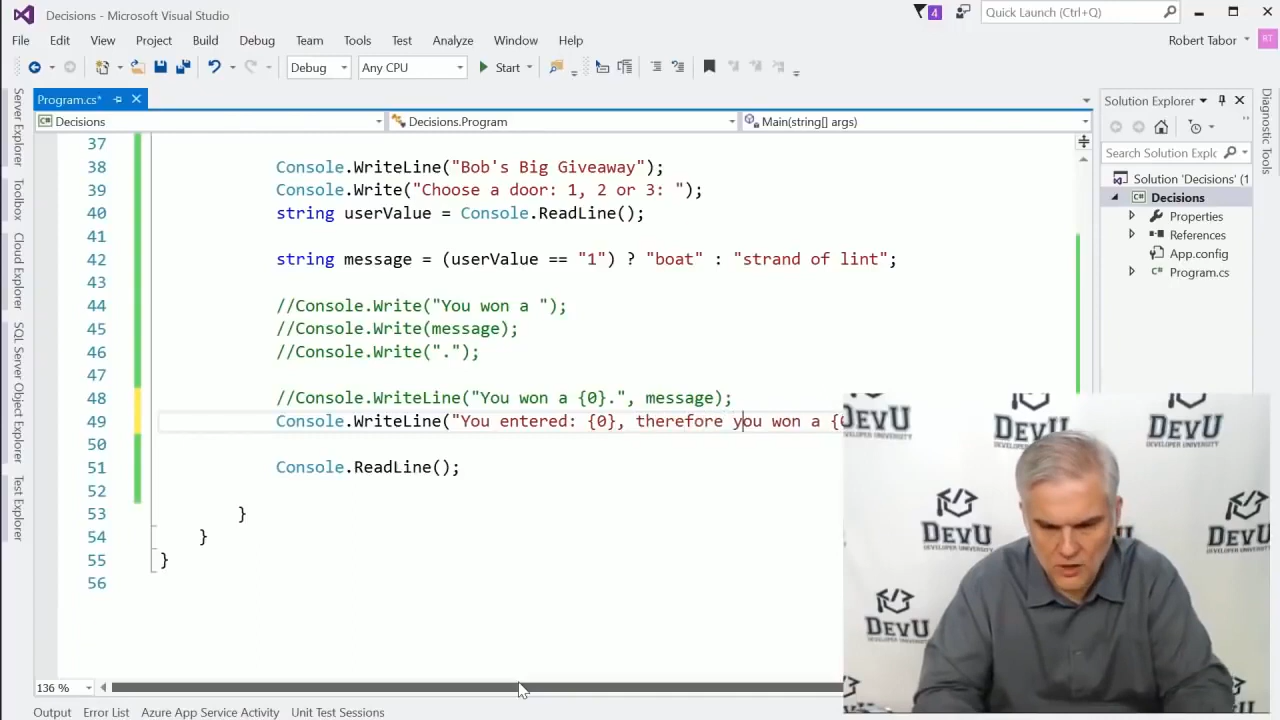 Decisions - Microsoft Visual Studio
4
Quick Launch (Ctrl+Q)
File Edit View Project Build Debug Team Tools Test Analyze Window Help
Robert Tabor
RT
Debug
Any CPU
Start
Program.cs*
Solution Explorer
Decisions
Decisions.Program
Main(string[] args)
Search Solution Explo
Solution 'Decisions' (1
Decisions
Properties
References
App.config
Program.cs
Server Explorer
Toolbox
Cloud Explorer
SQL Server Object Explorer
Test Explorer
Diagnostic Tools
37
38 Console.WriteLine("Bob's Big Giveaway");
39 Console.Write("Choose a door: 1, 2 or 3: ");
40 string userValue = Console.ReadLine();
41
42 string message = (userValue == "1") ? "boat" : "strand of lint";
43
44 //Console.Write("You won a ");
45 //Console.Write(message);
46 //Console.Write(".");
47
48 //Console.WriteLine("You won a {0}.", message);
49 Console.WriteLine("You entered: {0}, therefore you won a {
50
51 Console.ReadLine();
52
53 }
54 }
55 }
56
DEVU
DEVELOPER UNIVERSITY
DEVU
DEVU
DEVU
DEVELOPER UNIVERSITY
DEVU
DEVU
136 %
Output Error List Azure App Service Activity Unit Test Sessions